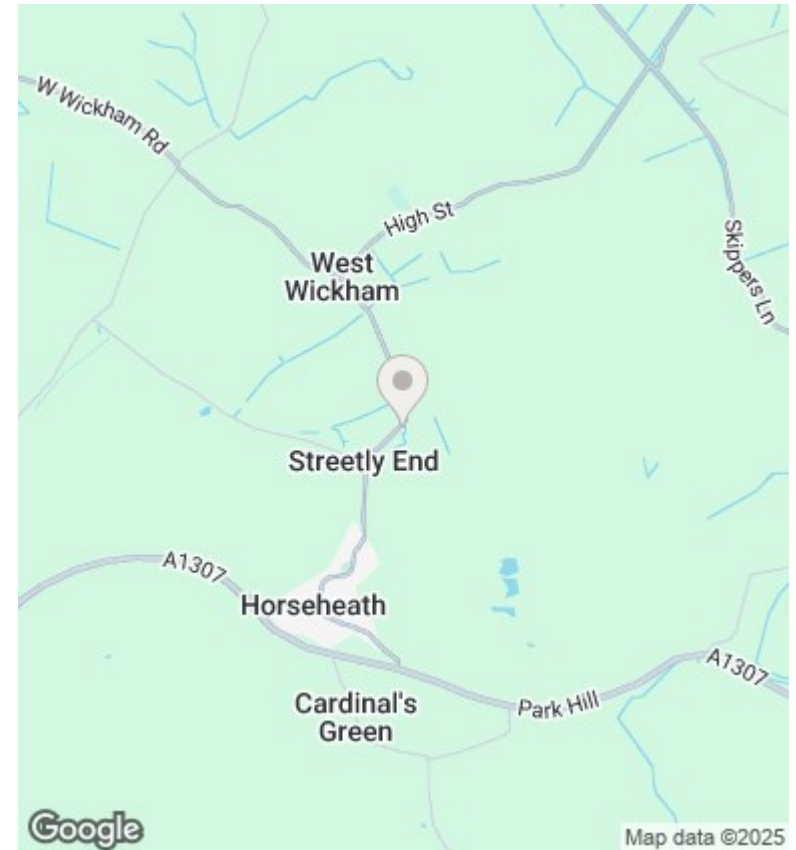 W Wickham Rd
High St
West
Wickham
Skippers Ln
Streetly End
A1307
Horseheath
A1307
Cardinal's
Green
Park Hill
Google
Map data ©2025